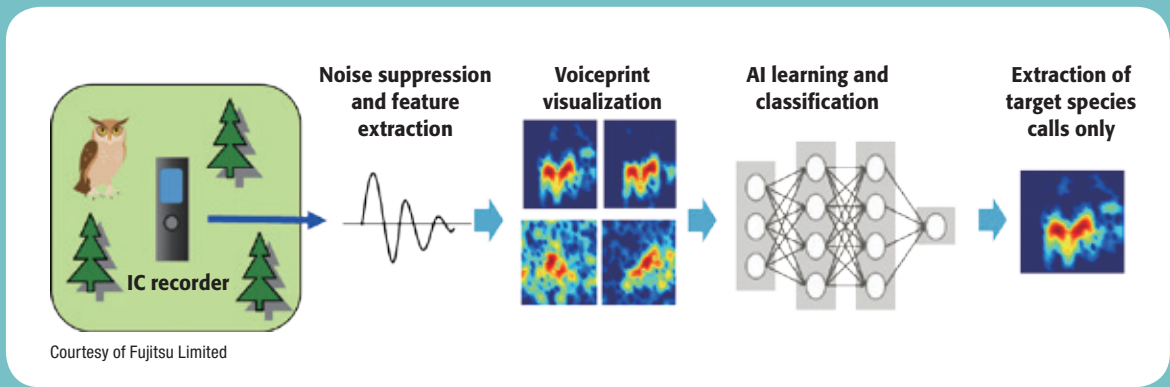 Noise suppression
and feature
extraction
Voiceprint
visualization
AI learning and
classification
Extraction of
target species
calls only
IC recorder
Courtesy of Fujitsu Limited